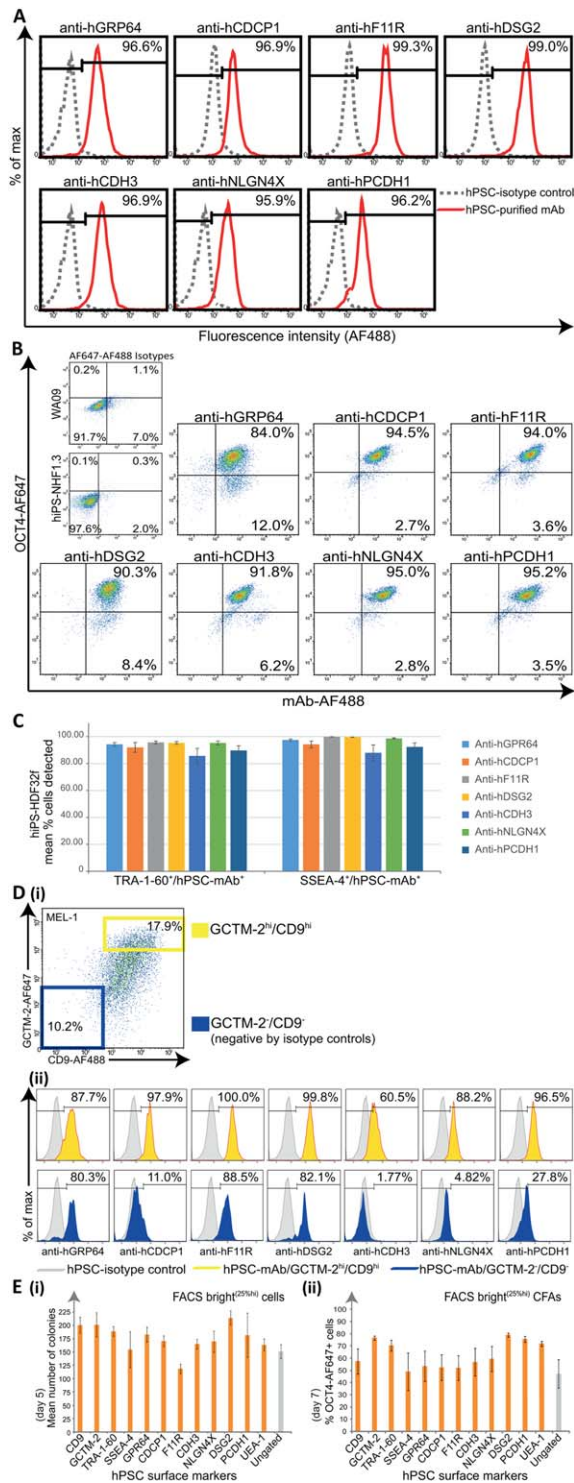 A
anti-hGRP64 anti-hCDCP1 anti-hF11R anti-hDSG2
96.6% 96.9% 99.3% 99.0%
% of max
anti-hCDH3 anti-hNLGN4X anti-hPCDH1
96.9% 95.9% 96.2%
hPSC-isotype control
hPSC-purified mAb
Fluorescence intensity (AF488)
B
AF647-AF488 Isotypes
0.2% 1.1%
WA09
91.7% 7.0%
0.1% 0.3%
hiPS-NHF1.3
97.6% 2.0%
OCT4-AF647
anti-hGRP64 anti-hCDCP1 anti-hF11R
84.0% 94.5% 94.0%
12.0% 2.7% 3.6%
anti-hDSG2 anti-hCDH3 anti-hNLGN4X anti-hPCDH1
90.3% 91.8% 95.0% 95.2%
8.4% 6.2% 2.8% 3.5%
mAb-AF488
C
hiPS-HDF32f
mean % cells detected
100.00
80.00
60.00
40.00
20.00
0.00
TRA-1-60⁺/hPSC-mAb⁺ SSEA-4⁺/hPSC-mAb⁺
Anti-hGPR64
Anti-hCDCP1
Anti-hF11R
Anti-hDSG2
Anti-hCDH3
Anti-hNLGN4X
Anti-hPCDH1
D (i)
MEL-1
17.9%
10.2%
GCTM-2-AF647
CD9-AF488
GCTM-2ʰⁱ/CD9ʰⁱ
GCTM-2⁻/CD9⁻
(negative by isotype controls)
(ii)
87.7% 97.9% 100.0% 99.8% 60.5% 88.2% 96.5%
80.3% 11.0% 88.5% 82.1% 1.77% 4.82% 27.8%
% of max
anti-hGRP64 anti-hCDCP1 anti-hF11R anti-hDSG2 anti-hCDH3 anti-hNLGN4X anti-hPCDH1
hPSC-isotype control hPSC-mAb/GCTM-2ʰⁱ/CD9ʰⁱ hPSC-mAb/GCTM-2⁻/CD9⁻
E (i)
FACS bright⁽²⁵%ʰⁱ⁾ cells
(day 5)
Mean number of colonies
225
200
175
150
125
100
75
50
25
0
CD9 GCTM-2 TRA-1-60 SSEA-4 GPR64 CDCP1 F11R CDH3 NLGN4X DSG2 PCDH1 UEA-1 Ungated
hPSC surface markers
(ii)
FACS bright⁽²⁵%ʰⁱ⁾ CFAs
(day 7)
% OCT4-AF647+ cells
100
90
80
70
60
50
40
30
20
10
0
CD9 GCTM-2 TRA-1-60 SSEA-4 GPR64 CDCP1 F11R CDH3 NLGN4X DSG2 PCDH1 UEA-1 Ungated
hPSC surface markers